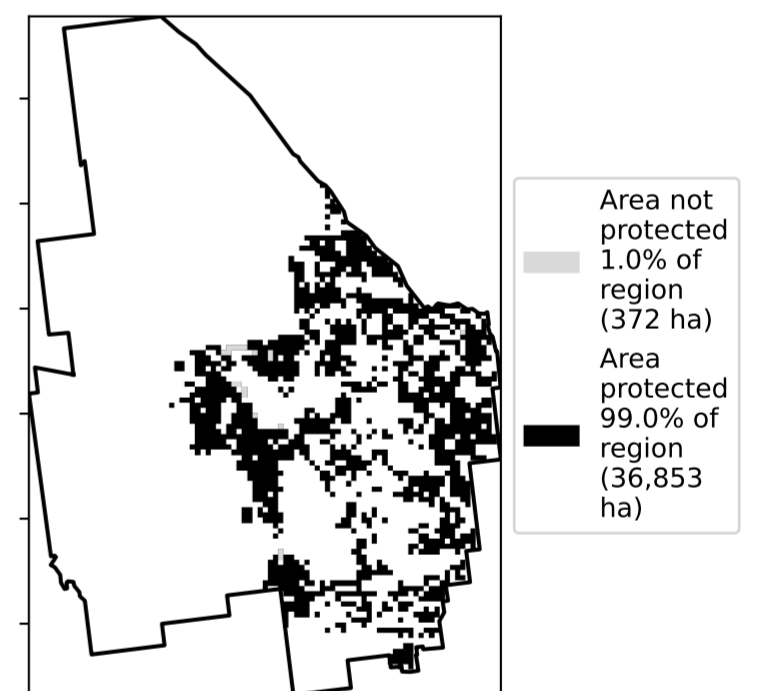 Area not
protected
1.0% of
region
(372 ha)
Area
protected
99.0% of
region
(36,853
ha)